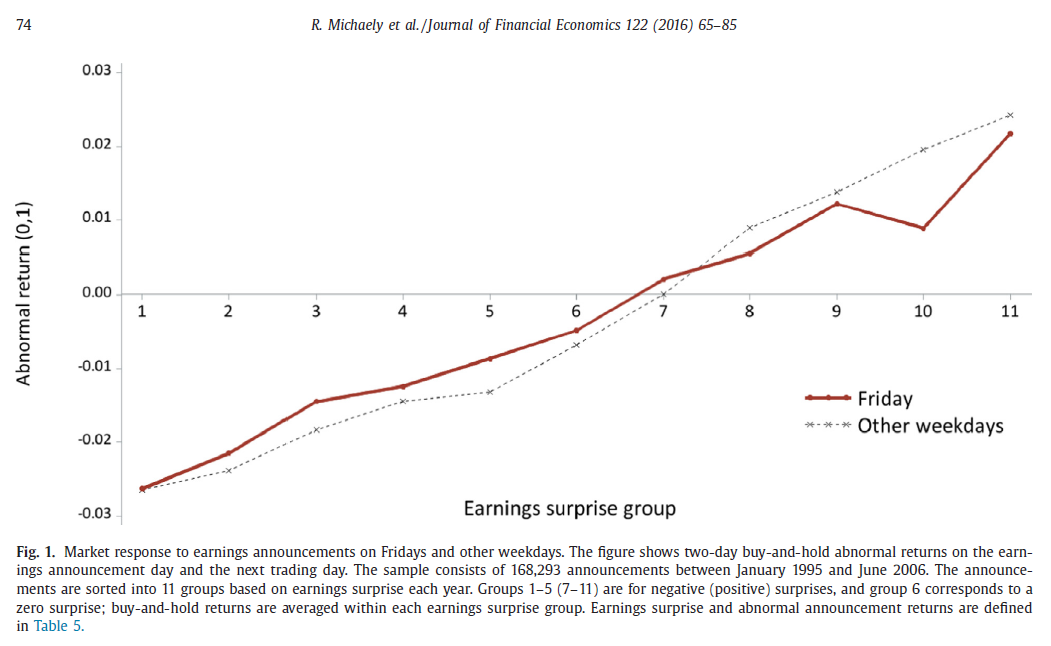 74
R. Michaely et al./Journal of Financial Economics 122 (2016) 65–85
0.03
0.02
0.01
0.00
-0.01
-0.02
-0.03
Abnormal return (0,1)
1 2 3 4 5 6 7 8 9 10 11
Friday
Other weekdays
Earnings surprise group
Fig. 1. Market response to earnings announcements on Fridays and other weekdays. The figure shows two-day buy-and-hold abnormal returns on the earn-
ings announcement day and the next trading day. The sample consists of 168,293 announcements between January 1995 and June 2006. The announce-
ments are sorted into 11 groups based on earnings surprise each year. Groups 1–5 (7–11) are for negative (positive) surprises, and group 6 corresponds to a
zero surprise; buy-and-hold returns are averaged within each earnings surprise group. Earnings surprise and abnormal announcement returns are defined
in Table 5.